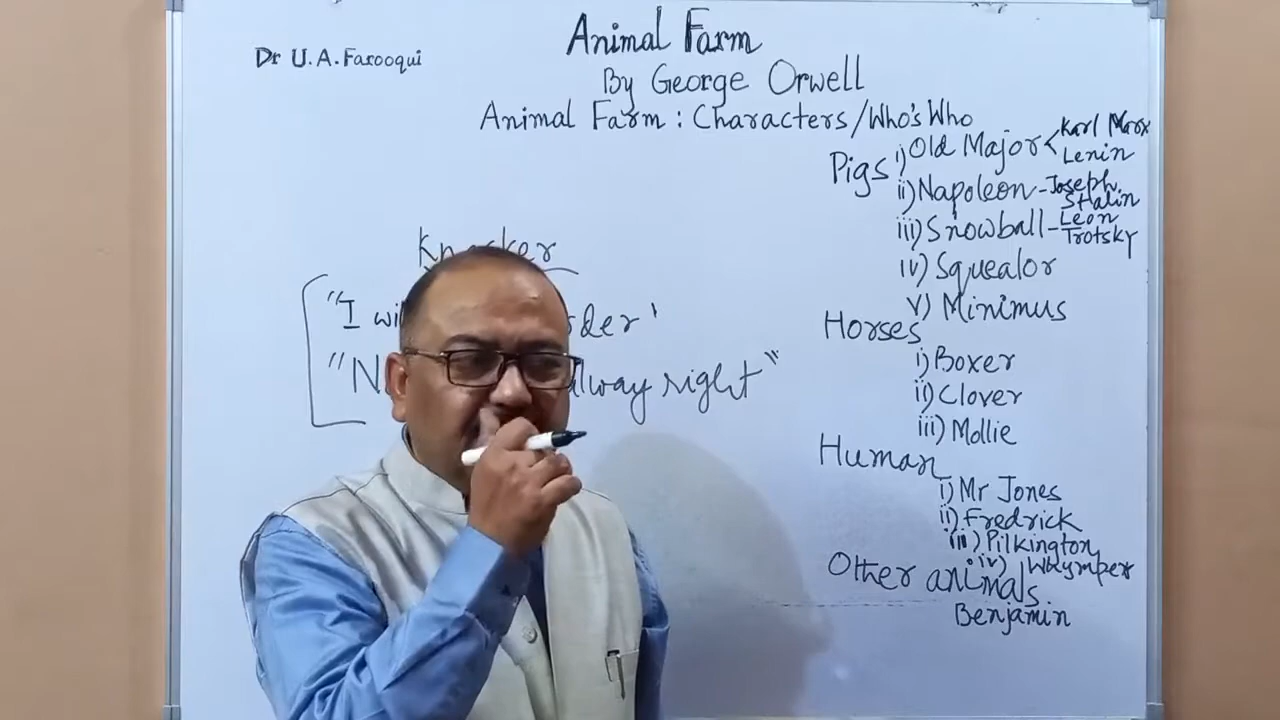 Dr U.A. Farooqui
Animal Farm
By George Orwell
Animal Farm : Characters/Who's Who
Pigs
i) Old Major < Karl Marx
Lenin
ii) Napoleon - Joseph
Stalin
iii) Snowball - Leon
Trotsky
iv) Squealor
v) Minimus
Horses
i) Boxer
ii) Clover
iii) Mollie
Human
i) Mr Jones
ii) Fredrick
iii) Pilkington
iv) Whymper
Other animals
Benjamin
"I
"
lway right"